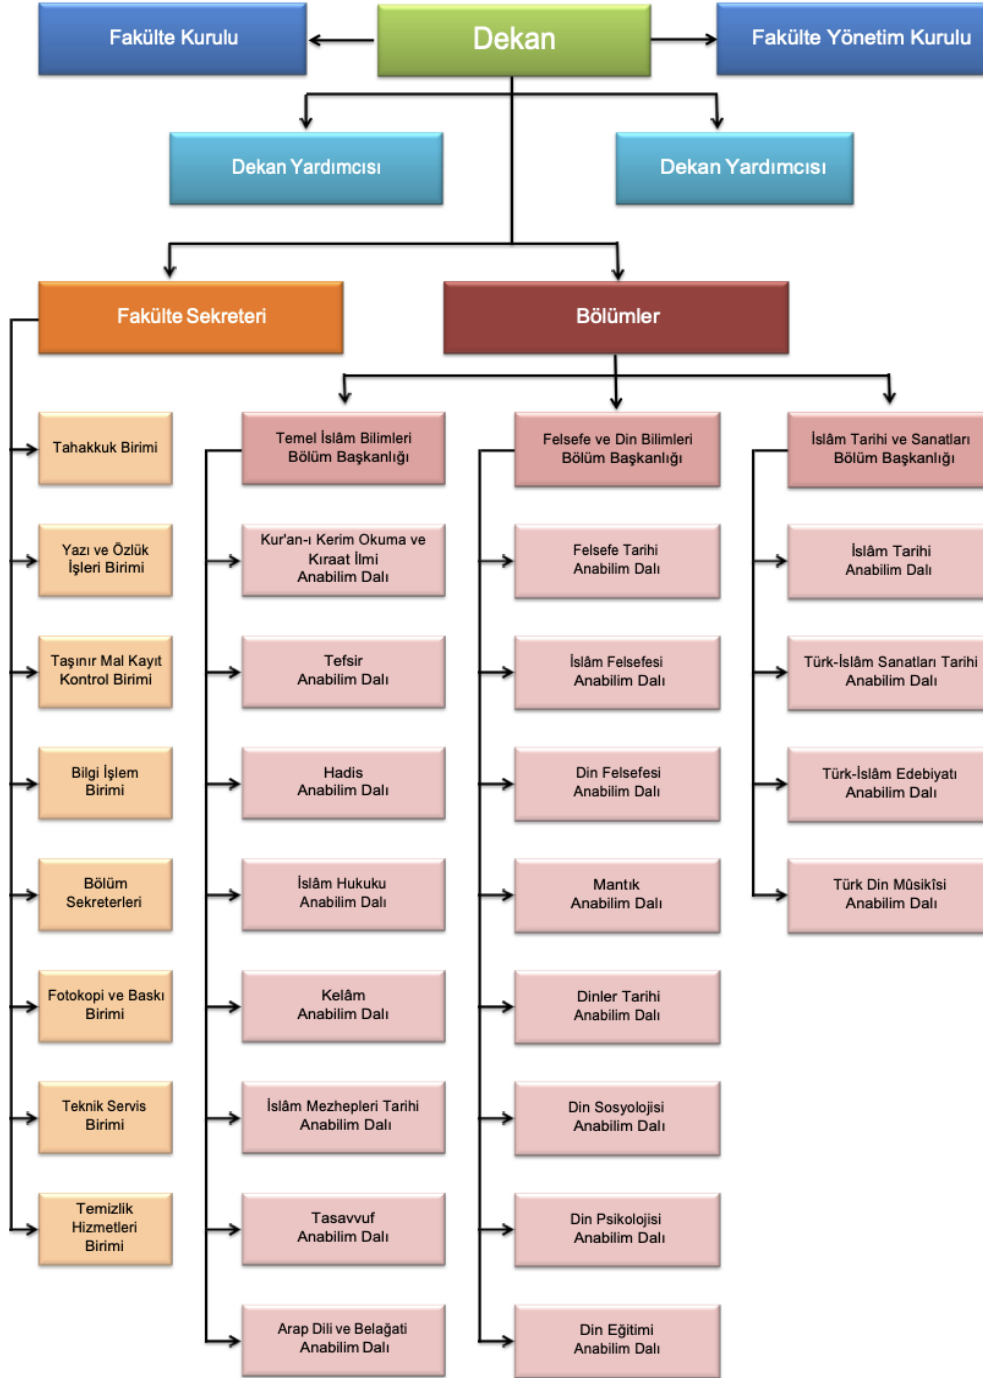 Fakülte Kurulu
Dekan
Fakülte Yönetim Kurulu
Dekan Yardımcısı
Dekan Yardımcısı
Fakülte Sekreteri
Bölümler
Tahakkuk Birimi
Yazı ve Özlük
İşleri Birimi
Taşınır Mal Kayıt
Kontrol Birimi
Bilgi İşlem
Birimi
Bölüm
Sekreterleri
Fotokopi ve Baskı
Birimi
Teknik Servis
Birimi
Temizlik
Hizmetleri
Birimi
Temel İslâm Bilimleri
Bölüm Başkanlığı
Kur'an-ı Kerim Okuma ve
Kıraat İlmi
Anabilim Dalı
Tefsir
Anabilim Dalı
Hadis
Anabilim Dalı
İslâm Hukuku
Anabilim Dalı
Kelâm
Anabilim Dalı
İslâm Mezhepleri Tarihi
Anabilim Dalı
Tasavvuf
Anabilim Dalı
Arap Dili ve Belağati
Anabilim Dalı
Felsefe ve Din Bilimleri
Bölüm Başkanlığı
Felsefe Tarihi
Anabilim Dalı
İslâm Felsefesi
Anabilim Dalı
Din Felsefesi
Anabilim Dalı
Mantık
Anabilim Dalı
Dinler Tarihi
Anabilim Dalı
Din Sosyolojisi
Anabilim Dalı
Din Psikolojisi
Anabilim Dalı
Din Eğitimi
Anabilim Dalı
İslâm Tarihi ve Sanatları
Bölüm Başkanlığı
İslâm Tarihi
Anabilim Dalı
Türk-İslâm Sanatları Tarihi
Anabilim Dalı
Türk-İslâm Edebiyatı
Anabilim Dalı
Türk Din Mûsikîsi
Anabilim Dalı